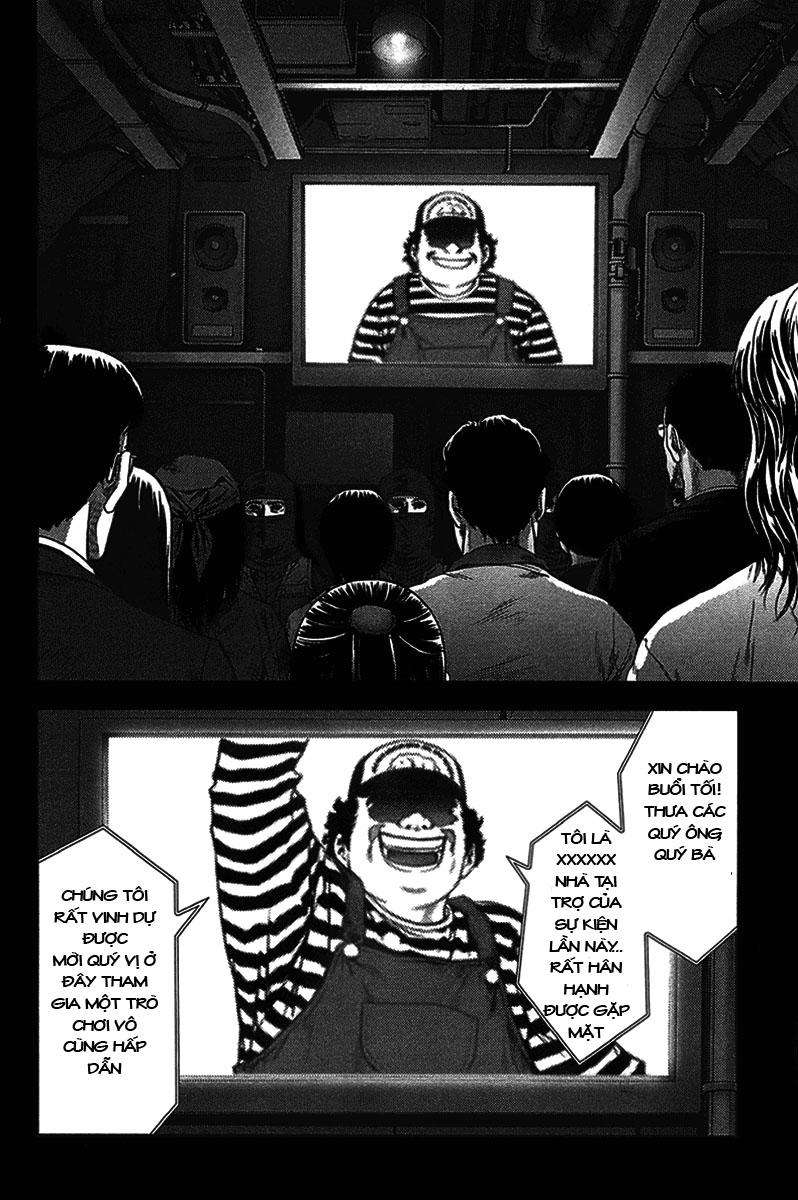 XIN CHÀO
BUỔI TỐI!
THƯA CÁC
QUÝ ÔNG
QUÝ BÀ
TÔI LÀ
XXXXXX
NHÀ TẠI
TRỢ CỦA
SỰ KIỆN
LẦN NÀY..
RẤT HÂN
HẠNH
ĐƯỢC GẶP
MẶT
CHÚNG TÔI
RẤT VINH DỰ
ĐƯỢC
MỜI QUÝ VỊ Ở
ĐÂY THAM
GIA MỘT TRÒ
CHƠI VÔ
CÙNG HẤP
DẪN